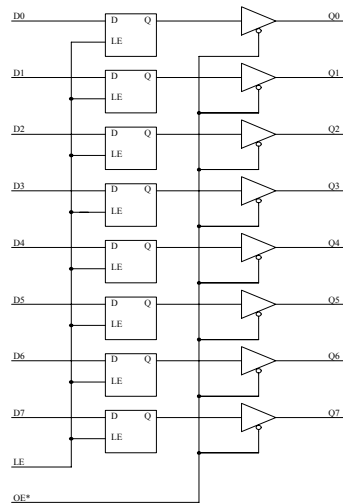 D0 D Q Q0
LE
D1 D Q Q1
LE
D2 D Q Q2
LE
D3 D Q Q3
LE
D4 D Q Q4
LE
D5 D Q Q5
LE
D6 D Q Q6
LE
D7 D Q Q7
LE
LE
OE*